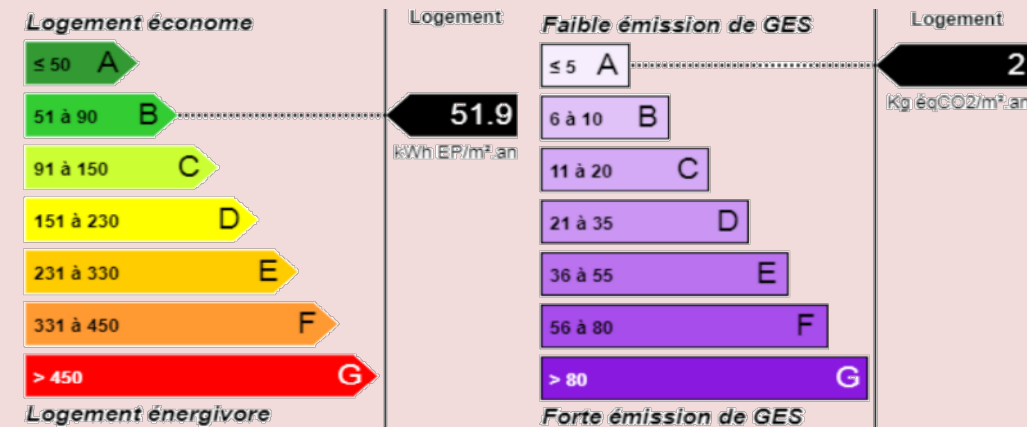 Logement économe
Logement
≤ 50 A
51 à 90 B
51.9
kWh EP/m².an
91 à 150 C
151 à 230 D
231 à 330 E
331 à 450 F
> 450 G
Logement énergivore
Faible émission de GES
Logement
≤ 5 A
2
Kg éqCO2/m².an
6 à 10 B
11 à 20 C
21 à 35 D
36 à 55 E
56 à 80 F
> 80 G
Forte émission de GES